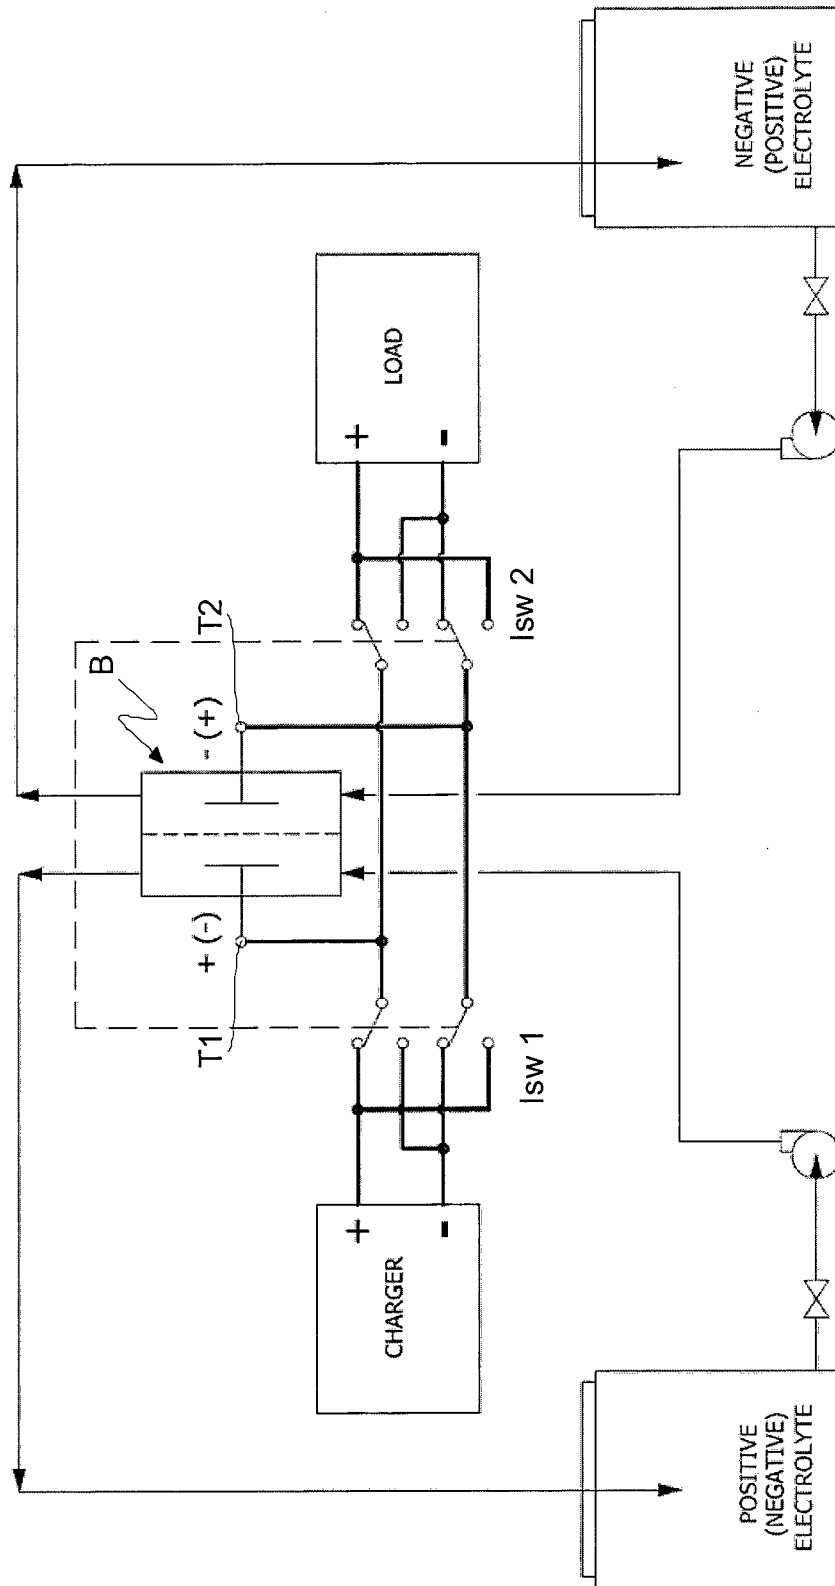 B
T1
+ (-)
- (+)
T2
CHARGER
+
-
LOAD
+
-
Isw 1
Isw 2
POSITIVE
(NEGATIVE)
ELECTROLYTE
NEGATIVE
(POSITIVE)
ELECTROLYTE